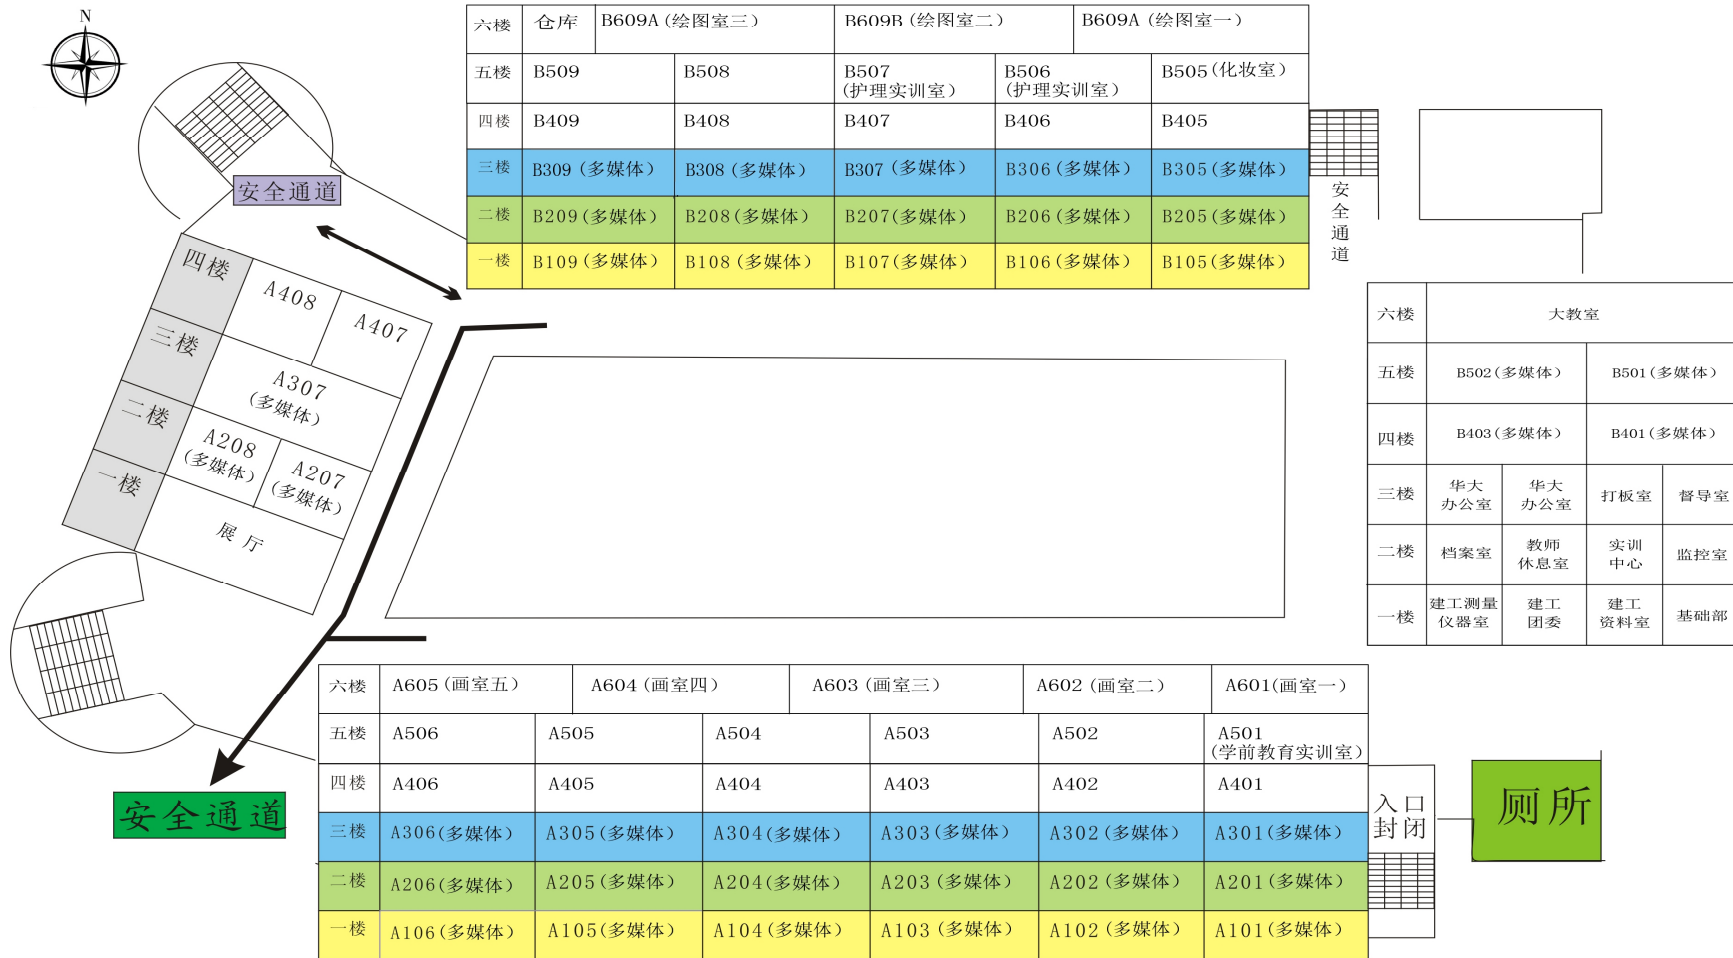 N
六楼 仓库 B609A(绘图室三) B609B(绘图室二) B609A(绘图室一)
五楼 B509 B508 B507 B506 B505(化妆室)
(护理实训室) (护理实训室)
四楼 B409 B408 B407 B406 B405
三楼 B309(多媒体) B308(多媒体) B307(多媒体) B306(多媒体) B305(多媒体)
二楼 B209(多媒体) B208(多媒体) B207(多媒体) B206(多媒体) B205(多媒体)
一楼 B109(多媒体) B108(多媒体) B107(多媒体) B106(多媒体) B105(多媒体)
安全通道
安全通道
四楼 A408 A407
三楼 A307
(多媒体)
二楼 A208 A207
(多媒体) (多媒体)
一楼 展厅
六楼 大教室
五楼 B502(多媒体) B501(多媒体)
四楼 B403(多媒体) B401(多媒体)
三楼 华大 华大 打板室 督导室
办公室 办公室
二楼 档案室 教师 实训 监控室
休息室 中心
一楼 建工测量 建工 建工 基础部
仪器室 团委 资料室
六楼 A605(画室五) A604(画室四) A603(画室三) A602(画室二) A601(画室一)
五楼 A506 A505 A504 A503 A502 A501
(学前教育实训室)
四楼 A406 A405 A404 A403 A402 A401
三楼 A306(多媒体) A305(多媒体) A304(多媒体) A303(多媒体) A302(多媒体) A301(多媒体)
二楼 A206(多媒体) A205(多媒体) A204(多媒体) A203(多媒体) A202(多媒体) A201(多媒体)
一楼 A106(多媒体) A105(多媒体) A104(多媒体) A103(多媒体) A102(多媒体) A101(多媒体)
安全通道
入口
封闭
厕所